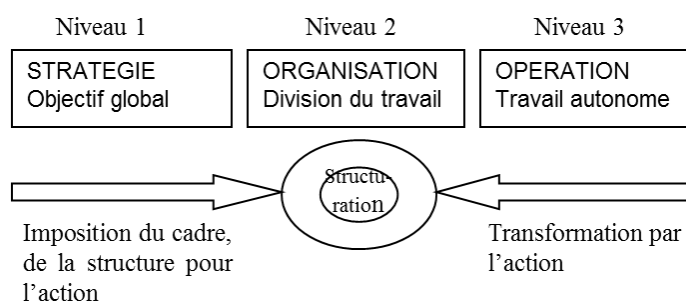 Niveau 1
Niveau 2
Niveau 3
STRATEGIE
Objectif global
ORGANISATION
Division du travail
OPERATION
Travail autonome
Structu-
ration
Imposition du cadre,
de la structure pour
l'action
Transformation par
l'action